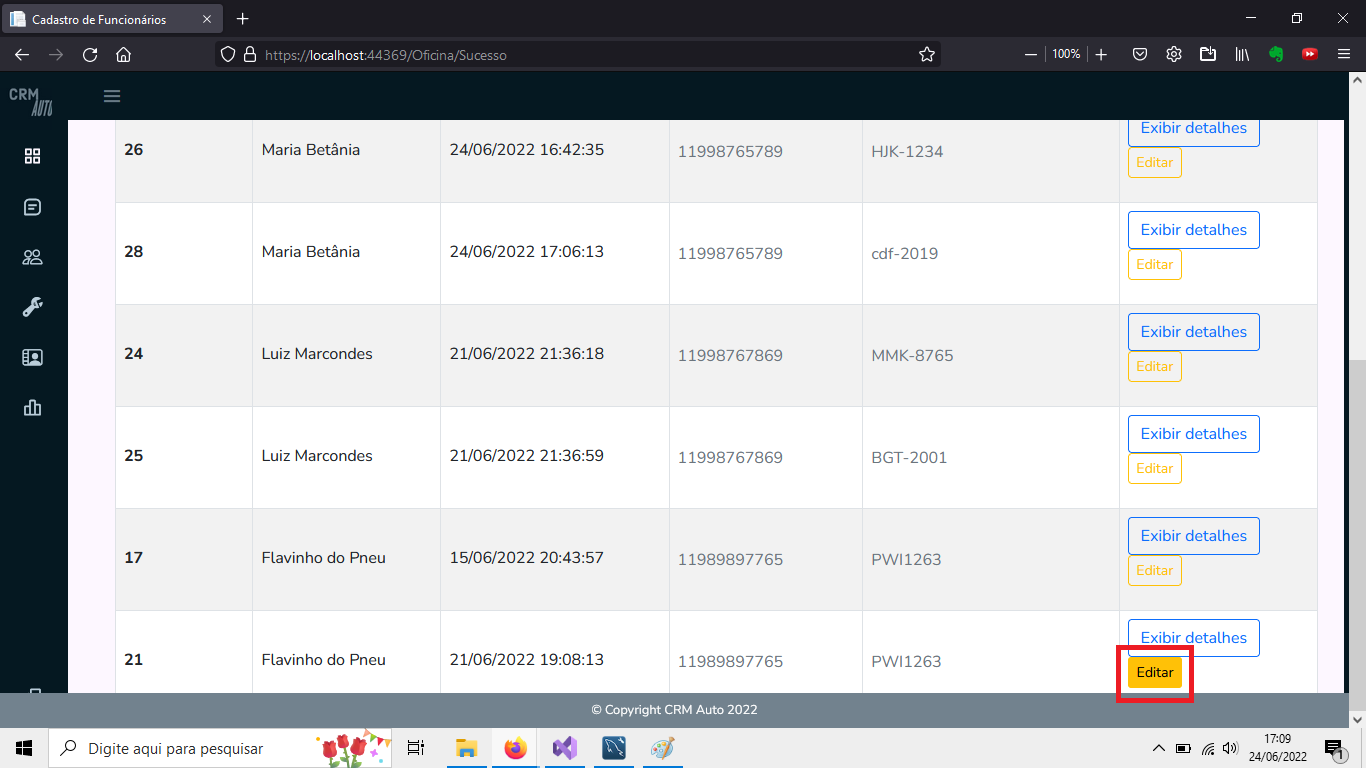 Cadastro de Funcionários
https://localhost:44369/Oficina/Sucesso
100%
CRM
AUTO
26 Maria Betânia 24/06/2022 16:42:35 11998765789 HJK-1234 Exibir detalhes
Editar
28 Maria Betânia 24/06/2022 17:06:13 11998765789 cdf-2019 Exibir detalhes
Editar
24 Luiz Marcondes 21/06/2022 21:36:18 11998767869 MMK-8765 Exibir detalhes
Editar
25 Luiz Marcondes 21/06/2022 21:36:59 11998767869 BGT-2001 Exibir detalhes
Editar
17 Flavinho do Pneu 15/06/2022 20:43:57 11989897765 PWI1263 Exibir detalhes
Editar
21 Flavinho do Pneu 21/06/2022 19:08:13 11989897765 PWI1263 Exibir detalhes
Editar
© Copyright CRM Auto 2022
Digite aqui para pesquisar
17:09
24/06/2022
1